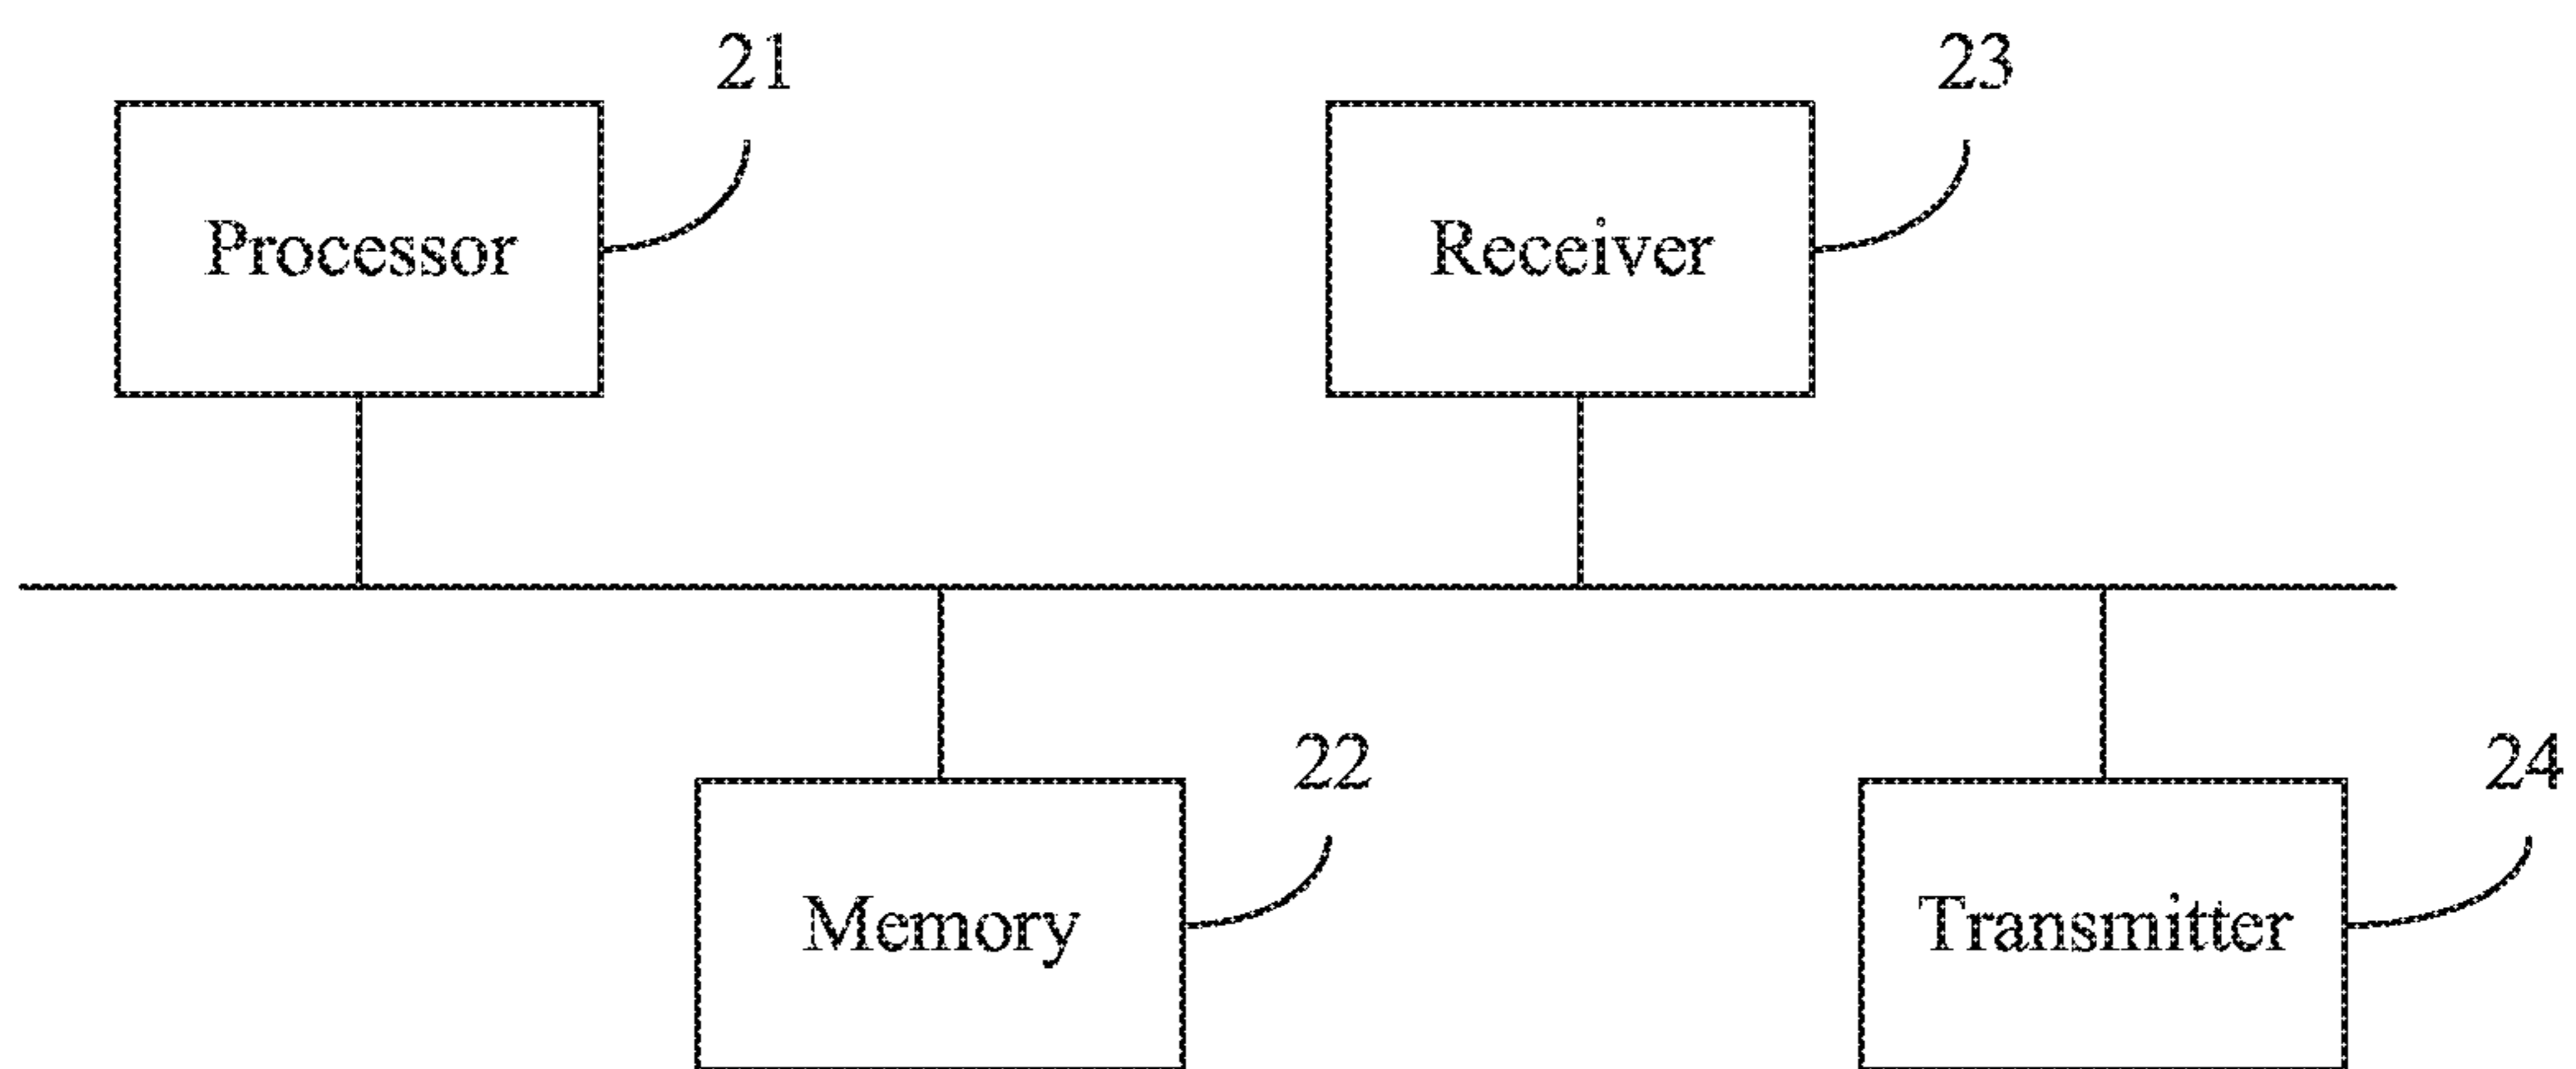 21
23
Processor
Receiver
22
24
Memory
Transmitter